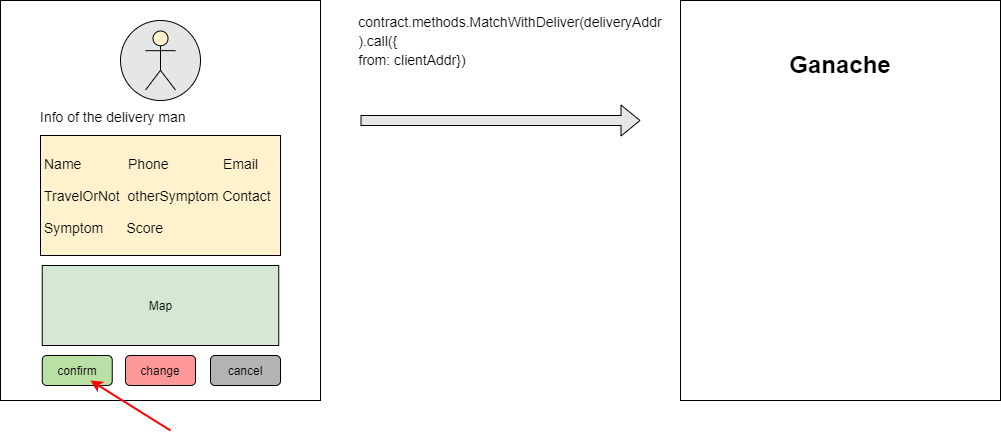 contract.methods.MatchWithDeliver(deliveryAddr
).call({
from: clientAddr})
Ganache
Info of the delivery man
Name Phone Email
TravelOrNot otherSymptom Contact
Symptom Score
Map
confirm change cancel